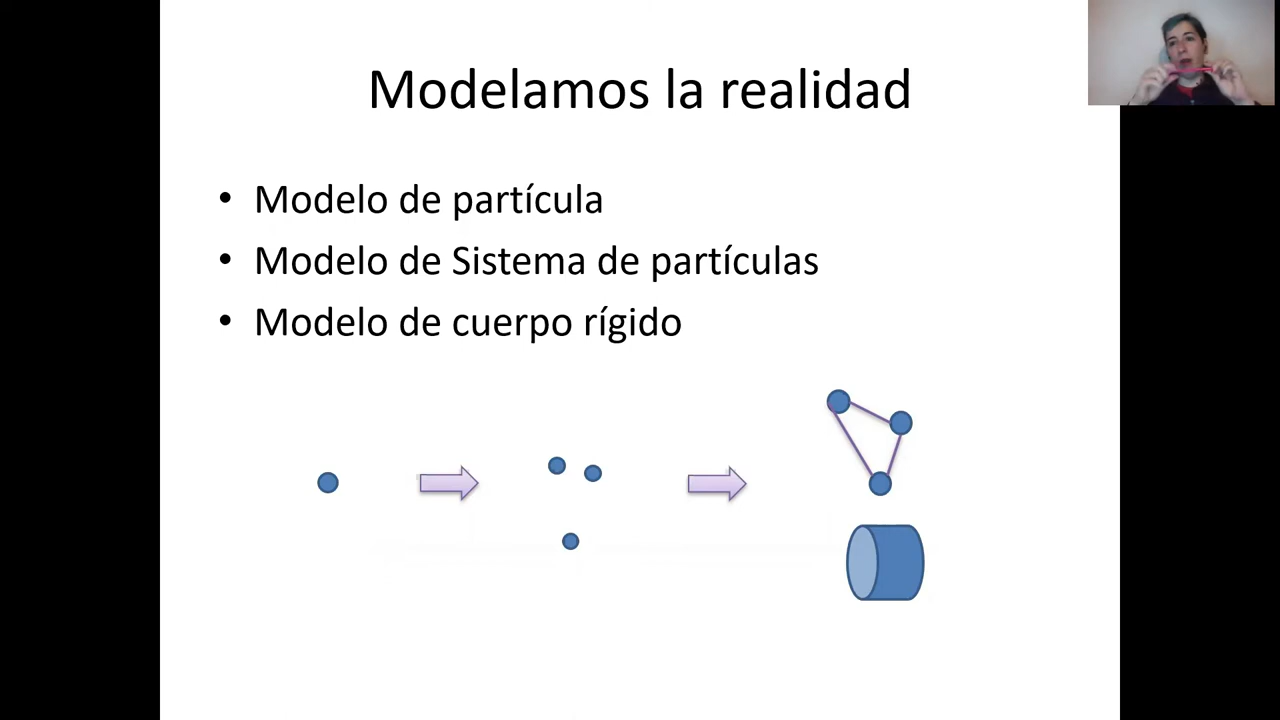 Modelamos la realidad
• Modelo de partícula
• Modelo de Sistema de partículas
• Modelo de cuerpo rígido